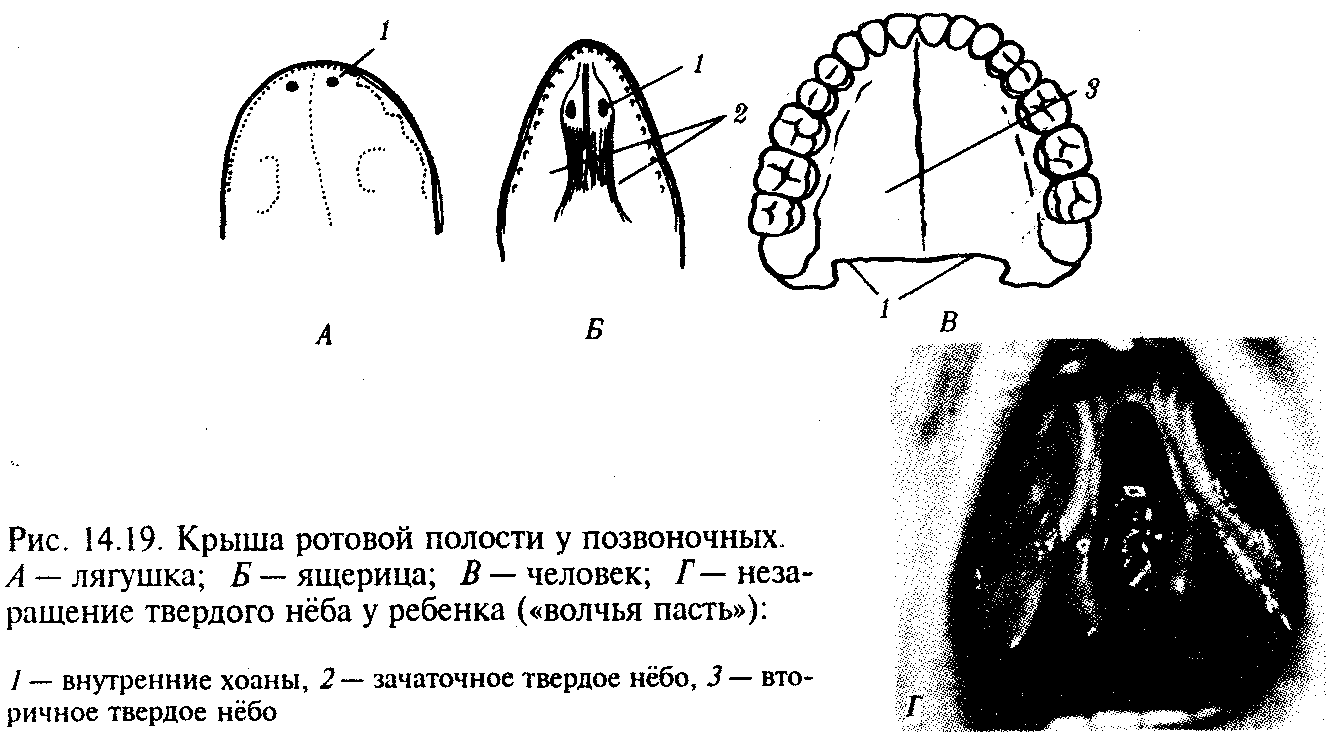 1
1
2
3
1
А
Б
В
Г
Рис. 14.19. Крыша ротовой полости у позвоночных.
А — лягушка; Б — ящерица; В — человек; Г — неза-
ращение твердого нёба у ребенка («волчья пасть»):
1 — внутренние хоаны, 2 — зачаточное твердое нёбо, 3 — вто-
ричное твердое нёбо